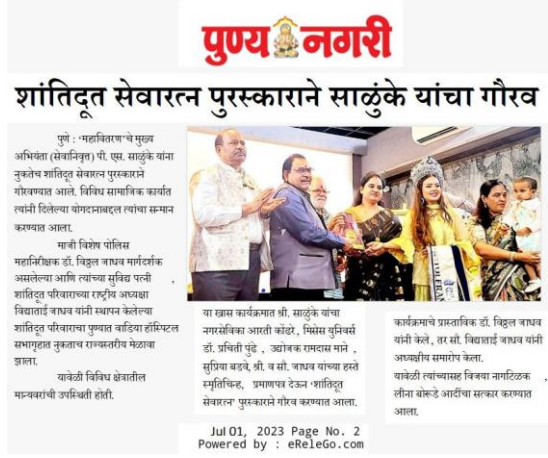 पुण्य नगरी
शांतिदूत सेवारत्न पुरस्काराने साळुंके यांचा गौरव
पुणे : 'महावितरण'चे मुख्य
अभियंता (सेवानिवृत्त) पी. एस. साळुंके यांना
नुकतेच शांतिदूत सेवारत्न पुरस्काराने
गौरवण्यात आले. विविध सामाजिक कार्यात
त्यांनी दिलेल्या योगदानाबद्दल त्यांचा सन्मान
करण्यात आला.
माजी विशेष पोलिस
महानिरीक्षक डॉ. विठ्ठल जाधव मार्गदर्शक
असलेल्या आणि त्यांच्या सुविद्य पत्नी ,
शांतिदूत परिवाराच्या राष्ट्रीय अध्यक्षा
विद्याताई जाधव यांनी स्थापन केलेल्या
शांतिदूत परिवाराचा पुण्यात वाडिया हॉस्पिटल
सभागृहात नुकताच राज्यस्तरीय मेळावा
झाला.
यावेळी विविध क्षेत्रातील
मान्यवरांची उपस्थिती होती.
या खास कार्यक्रमात श्री. साळुंके यांचा
नगरसेविका आरती कोंढरे, मिसेस युनिवर्स
डॉ. प्रचिती पुंडे , उद्योजक रामदास माने ,
सुप्रिया बडवे, श्री. व सौ. जाधव यांच्या हस्ते
स्मृतिचिन्ह, प्रमाणपत्र देऊन 'शांतिदूत
सेवारत्न' पुरस्काराने गौरव करण्यात आला.
कार्यक्रमाचे प्रास्ताविक डॉ. विठ्ठल जाधव
यांनी केले , तर सौ. विद्याताई जाधव यांनी
अध्यक्षीय समारोप केला.
यावेळी त्यांच्यासह विजया नागटिळक ,
लीना बोरूडे आदींचा सत्कार करण्यात
आला.
Jul 01, 2023 Page No. 2
Powered by : eReleGo.com